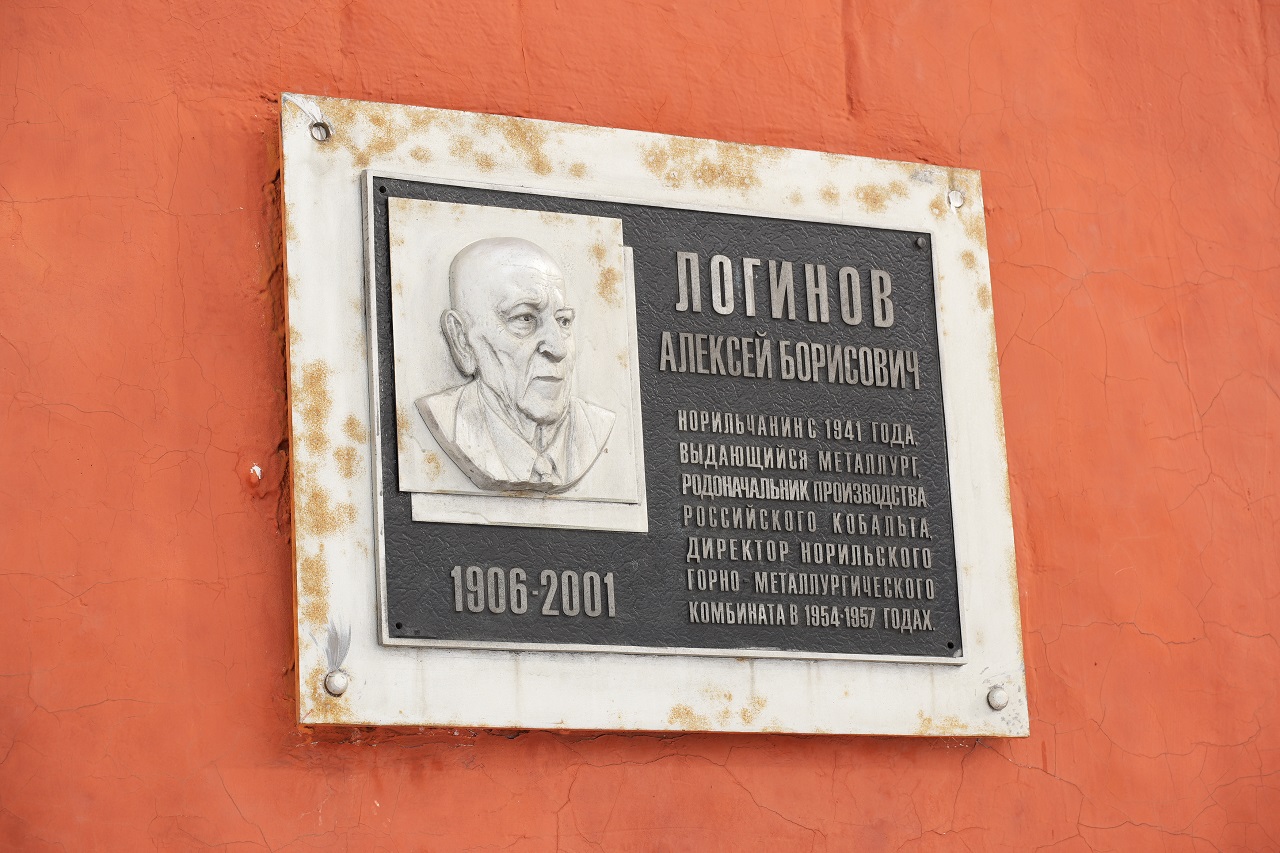 ЛОГИНОВ
АЛЕКСЕЙ БОРИСОВИЧ
НОРИЛЬЧАНИН С 1941 ГОДА.
ВЫДАЮЩИЙСЯ МЕТАЛЛУРГ,
РОДОНАЧАЛЬНИК ПРОИЗВОДСТВА
РОССИЙСКОГО КОБАЛЬТА,
ДИРЕКТОР НОРИЛЬСКОГО
ГОРНО - МЕТАЛЛУРГИЧЕСКОГО
КОМБИНАТА В 1954-1957 ГОДАХ.
1906-2001